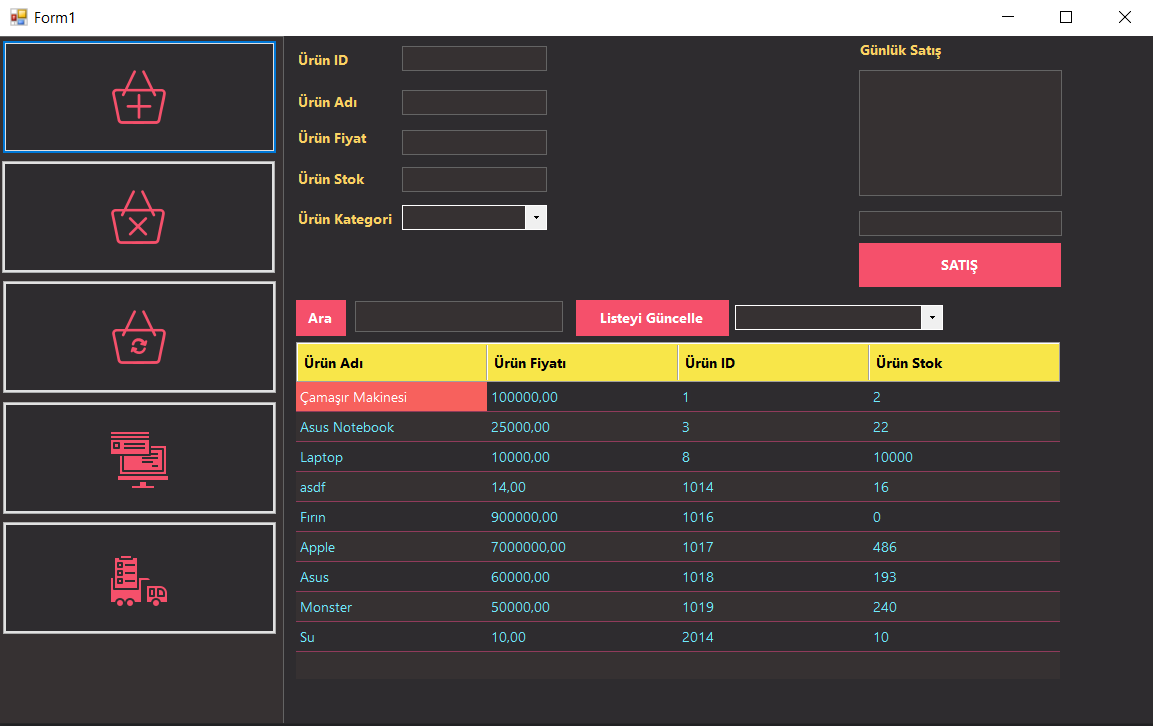 Form1
Ürün ID
Ürün Adı
Ürün Fiyat
Ürün Stok
Ürün Kategori
Günlük Satış
SATIŞ
Ara
Listeyi Güncelle
Ürün Adı Ürün Fiyatı Ürün ID Ürün Stok
Çamaşır Makinesi 100000,00 1 2
Asus Notebook 25000,00 3 22
Laptop 10000,00 8 10000
asdf 14,00 1014 16
Fırın 900000,00 1016 0
Apple 7000000,00 1017 486
Asus 60000,00 1018 193
Monster 50000,00 1019 240
Su 10,00 2014 10